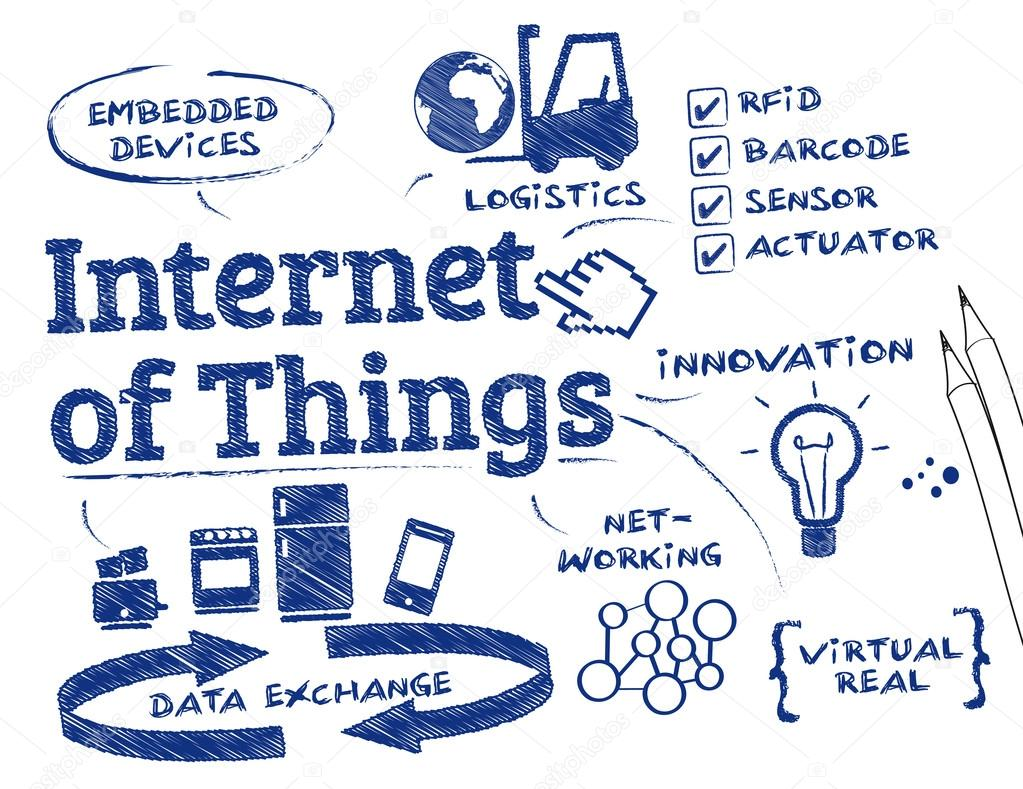 EMBEDDED
DEViCES
LOGiSTiCS
RFiD
BARCODE
SENSOR
ACTUATOR
Internet
of Things
iNNOVATiON
NET-
WORKiNG
DATA EXCHANGE
ViRTUAL
REAL
depositphotos